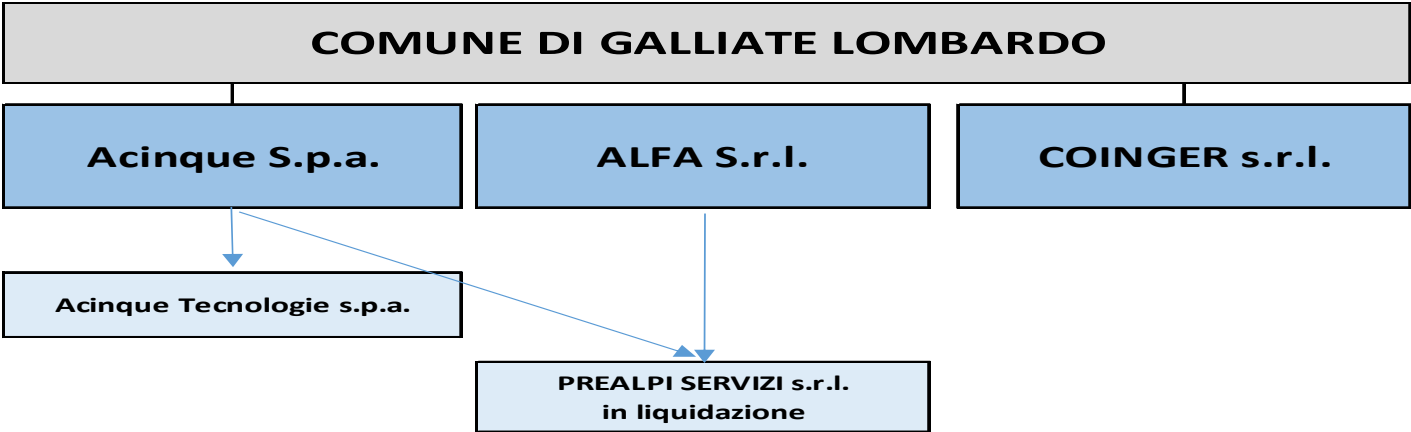 COMUNE DI GALLIATE LOMBARDO
Acinque S.p.a.
ALFA S.r.l.
COINGER s.r.l.
Acinque Tecnologie s.p.a.
PREALPI SERVIZI s.r.l.
in liquidazione